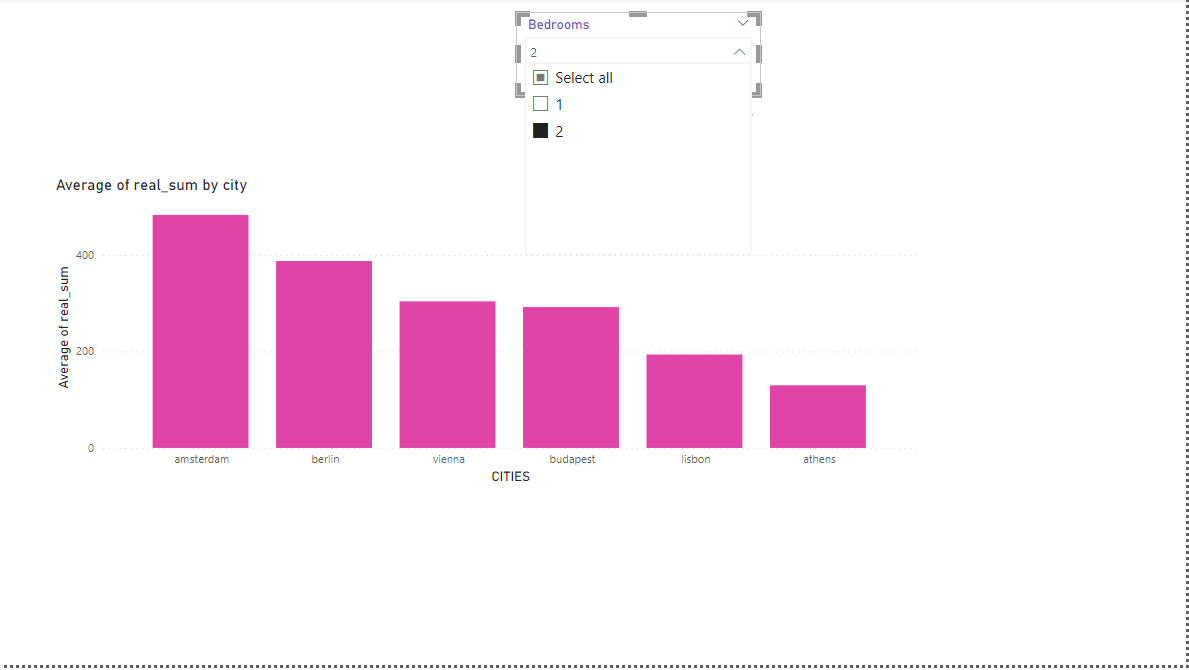 Bedrooms
2
Select all
1
2
Average of real_sum by city
Average of real_sum
400
200
0
amsterdam
berlin
vienna
budapest
lisbon
athens
CITIES